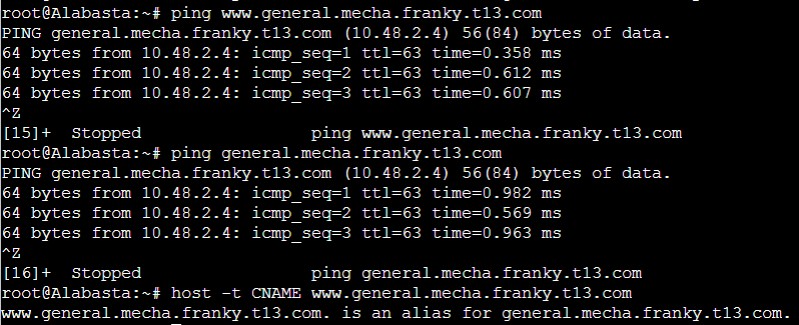 root@Alabasta:~# ping www.general.mecha.franky.t13.com
PING general.mecha.franky.t13.com (10.48.2.4) 56(84) bytes of data.
64 bytes from 10.48.2.4: icmp_seq=1 ttl=63 time=0.358 ms
64 bytes from 10.48.2.4: icmp_seq=2 ttl=63 time=0.612 ms
64 bytes from 10.48.2.4: icmp_seq=3 ttl=63 time=0.607 ms
^Z
[15]+  Stopped                 ping www.general.mecha.franky.t13.com
root@Alabasta:~# ping general.mecha.franky.t13.com
PING general.mecha.franky.t13.com (10.48.2.4) 56(84) bytes of data.
64 bytes from 10.48.2.4: icmp_seq=1 ttl=63 time=0.982 ms
64 bytes from 10.48.2.4: icmp_seq=2 ttl=63 time=0.569 ms
64 bytes from 10.48.2.4: icmp_seq=3 ttl=63 time=0.963 ms
^Z
[16]+  Stopped                 ping general.mecha.franky.t13.com
root@Alabasta:~# host -t CNAME www.general.mecha.franky.t13.com
www.general.mecha.franky.t13.com. is an alias for general.mecha.franky.t13.com.